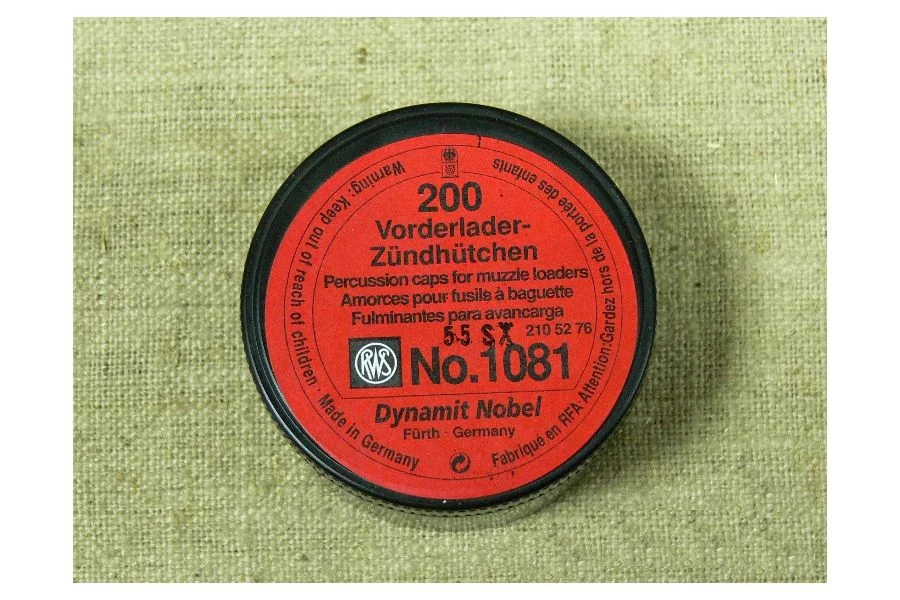 200
Vorderlader-
Zündhütchen
Percussion caps for muzzle loaders
Amorces pour fusils à baguette
Fulminantes para avancarga
55 SX 210 52 76
RWS No.1081
Dynamit Nobel
Fürth · Germany
Warning: Keep out of reach of children · Made in Germany
Fabriqué en RFA·Attention:Gardez hors de la portée des enfants